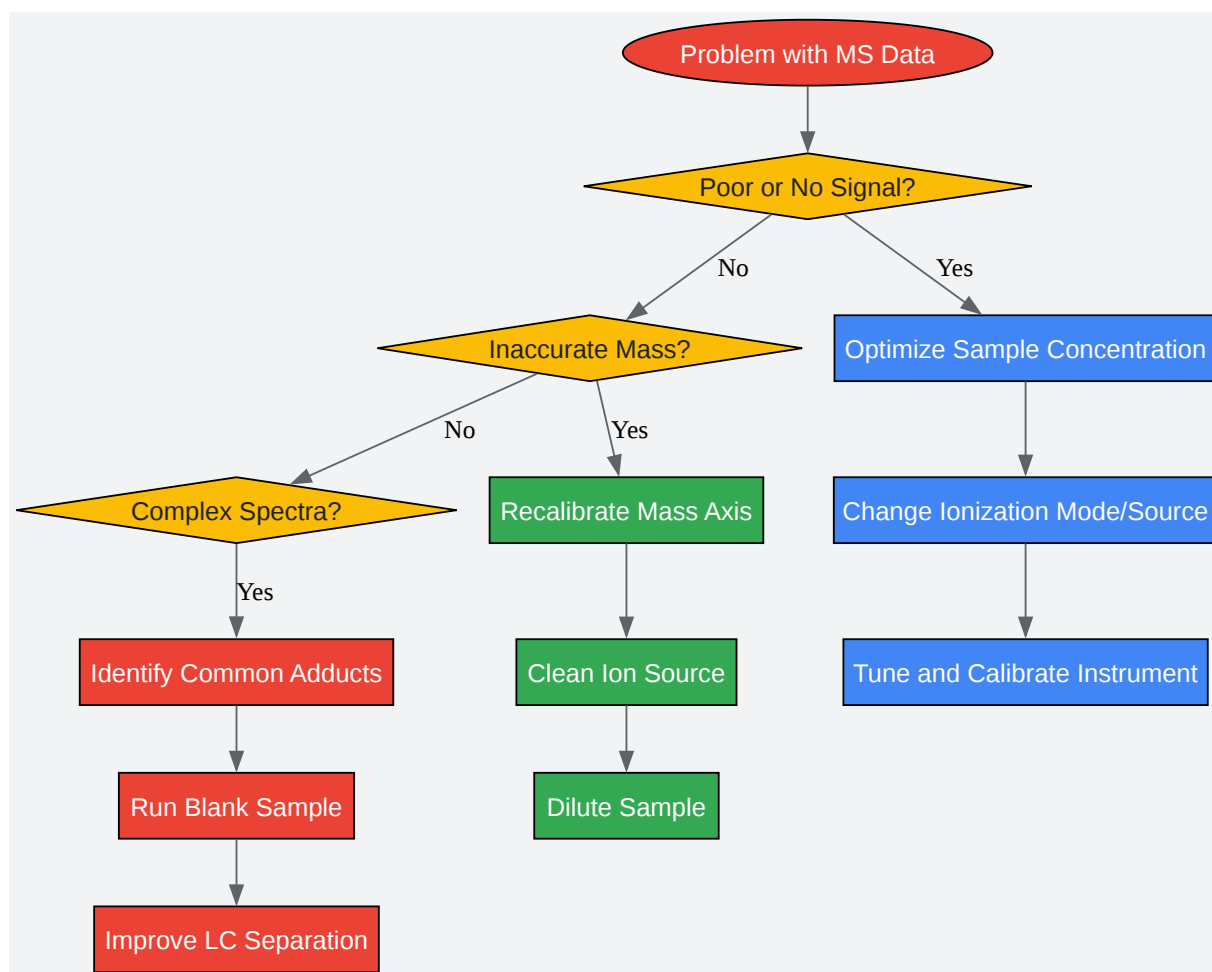 Problem with MS Data
Poor or No Signal?
No
Yes
Inaccurate Mass?
Optimize Sample Concentration
No
Yes
Complex Spectra?
Recalibrate Mass Axis
Change Ionization Mode/Source
Yes
Identify Common Adducts
Clean Ion Source
Tune and Calibrate Instrument
Run Blank Sample
Dilute Sample
Improve LC Separation